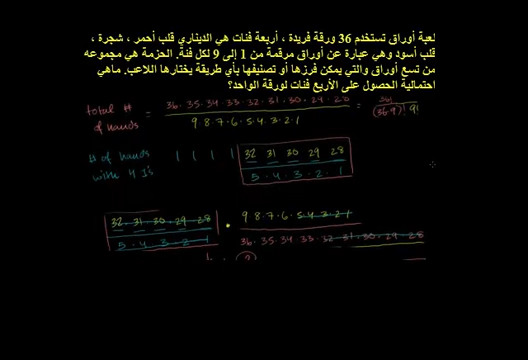 لعبة أوراق تستخدم 36 ورقة فريدة ، أربعة فئات هي الديناري قلب أحمر ، شجرة ،
قلب أسود وهي عبارة عن أوراق مرقمة من 1 إلى 9 لكل فئة. الحزمة هي مجموعه
من تسع أوراق والتي يمكن فرزها أو تصنيفها بأي طريقة يختارها اللاعب. ماهي
احتمالية الحصول على الأربع فئات لورقة الواحد؟
total # of hands = 36·35·34·33·32·31·30·29·28 / 9·8·7·6·5·4·3·2·1 = 36! / (36-9)! 9!
# of hands with 4 1's 1 1 1 1 32 31 30 29 28 / 5·4·3·2·1
32·31·30·29·28 / 5·4·3·2·1 · 9·8·7·6·5·4·3·2·1 / 36·35·34·33·32·31·30·29·28